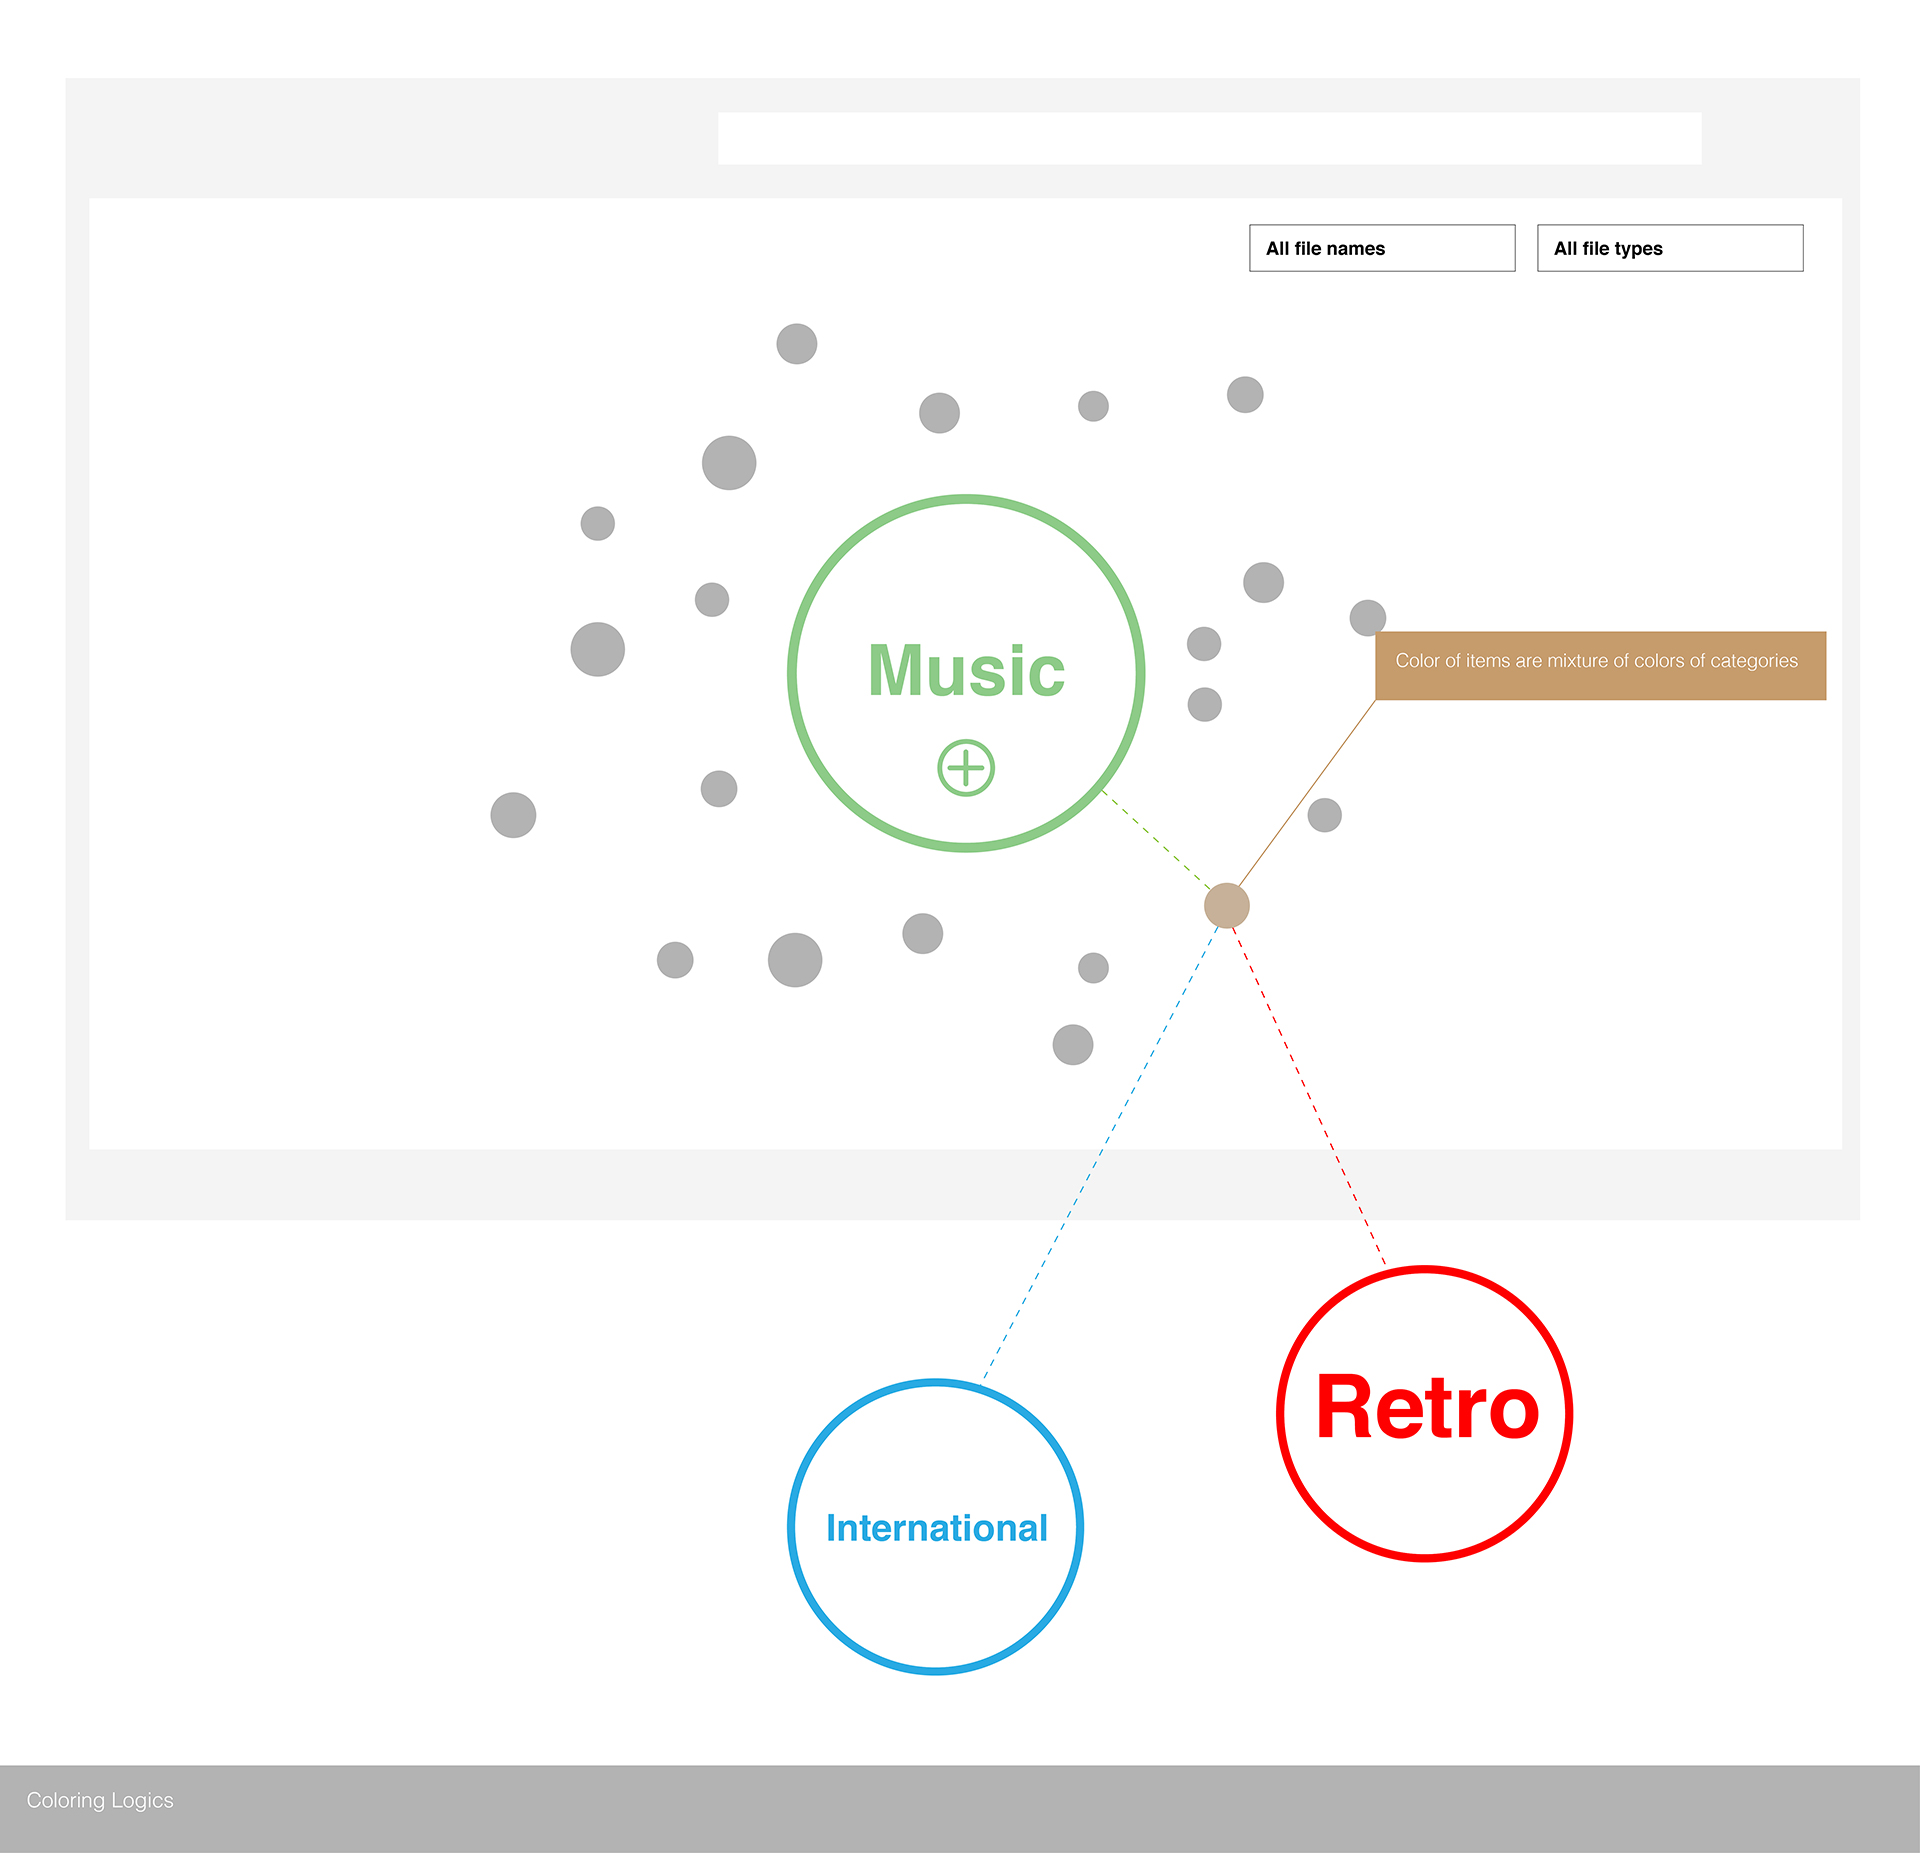 All file names
All file types
Music
Color of items are mixture of colors of categories
Retro
International
Coloring Logics